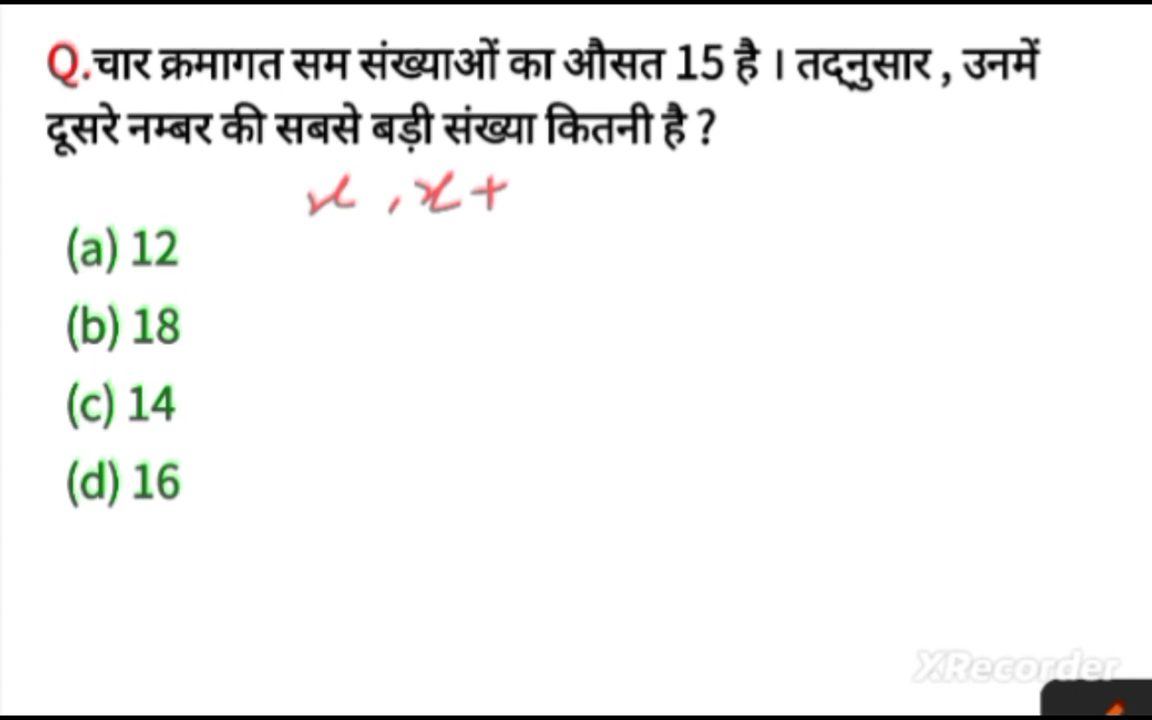 Q.चार क्रमागत सम संख्याओं का औसत 15 है । तद्नुसार , उनमें
दूसरे नम्बर की सबसे बड़ी संख्या कितनी है ?
x , x +
(a) 12
(b) 18
(c) 14
(d) 16
XRecorder